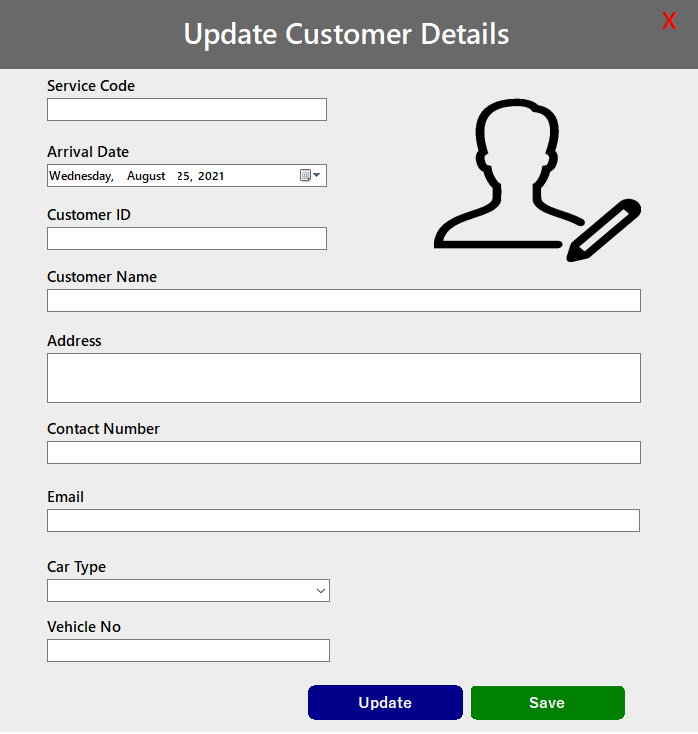 Update Customer Details
X
Service Code
Arrival Date
Wednesday, August 25, 2021
Customer ID
Customer Name
Address
Contact Number
Email
Car Type
Vehicle No
Update Save